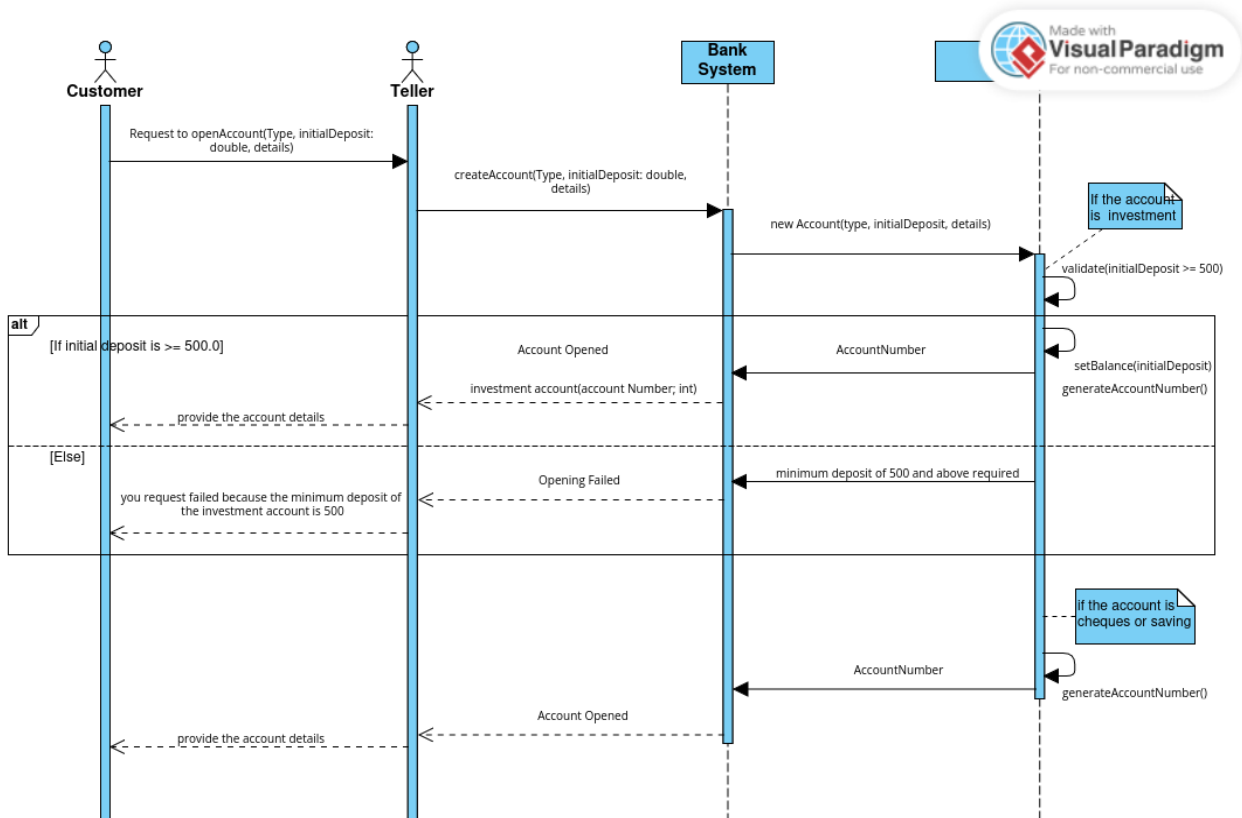 Made with
Visual Paradigm
For non-commercial use
Customer
Teller
Bank
System
Request to openAccount(Type, initialDeposit:
double, details)
createAccount(Type, initialDeposit: double,
details)
new Account(type, initialDeposit, details)
If the account
is investment
validate(initialDeposit >= 500)
alt
[If initial deposit is >= 500.0]
Account Opened
AccountNumber
setBalance(initialDeposit)
investment account(account Number; int)
generateAccountNumber()
provide the account details
[Else]
minimum deposit of 500 and above required
Opening Failed
you request failed because the minimum deposit of
the investment account is 500
if the account is
cheques or saving
AccountNumber
generateAccountNumber()
Account Opened
provide the account details